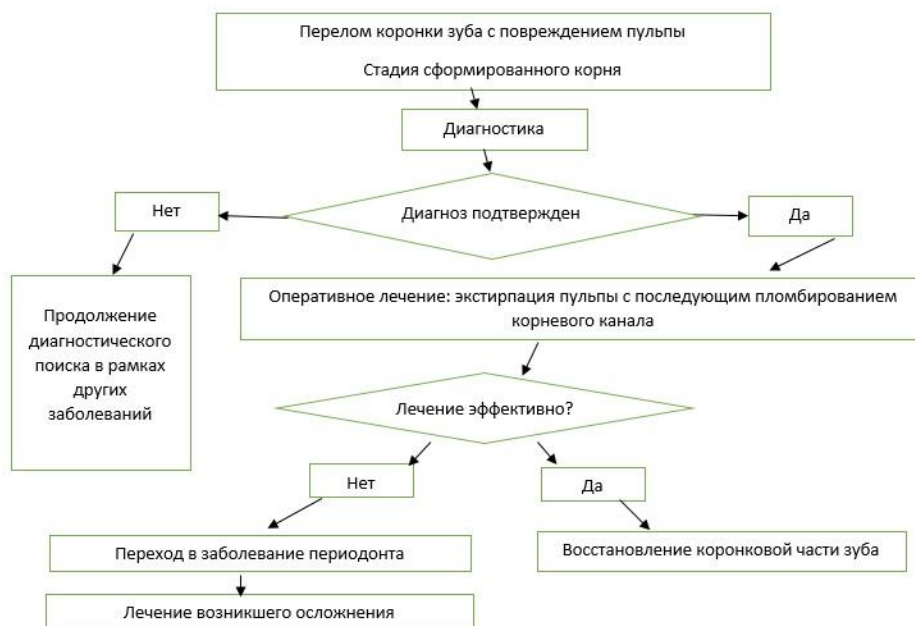 Перелом коронки зуба с повреждением пульпы
Стадия сформированного корня
Диагностика
Нет
Диагноз подтвержден
Да
Продолжение
диагностического
поиска в рамках
других
заболеваний
Оперативное лечение: экстирпация пульпы с последующим пломбированием
корневого канала
Лечение эффективно?
Нет
Да
Переход в заболевание периодонта
Восстановление коронковой части зуба
Лечение возникшего осложнения